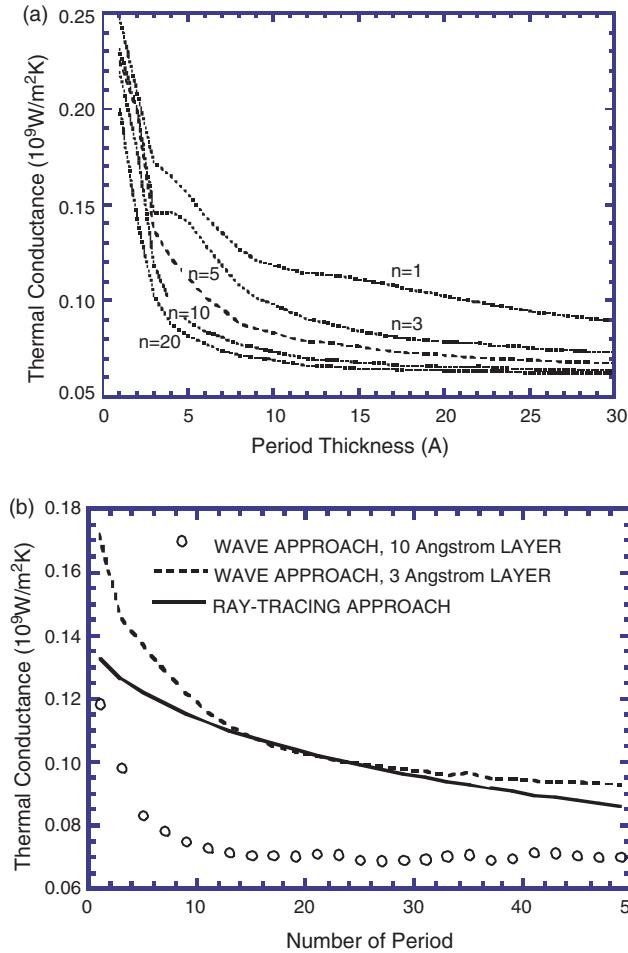 (a)
0.25
0.20
0.15
0.10
0.05
Thermal Conductance (10⁹W/m²K)
n=1
n=5
n=3
n=10
n=20
0 5 10 15 20 25 30
Period Thickness (A)
(b)
0.18
0.16
0.14
0.12
0.10
0.08
0.06
Thermal Conductance (10⁹W/m²K)
WAVE APPROACH, 10 Angstrom LAYER
WAVE APPROACH, 3 Angstrom LAYER
RAY-TRACING APPROACH
0 10 20 30 40
Number of Period